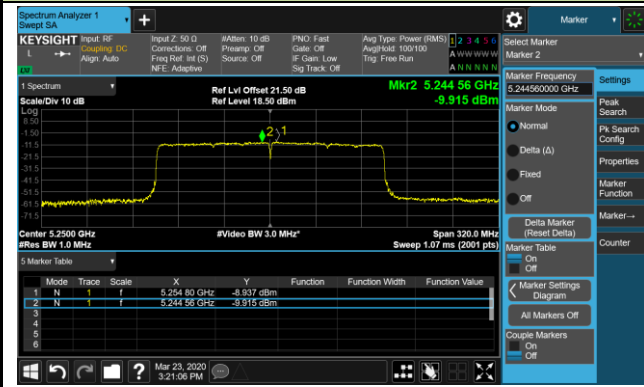 Spectrum Analyzer 1
Swept SA
Marker
KEYSIGHT
L
Input: RF
Coupling: DC
Align: Auto
Input Z: 50 Ω
Corrections: Off
Freq Ref: Int (S)
NFE: Adaptive
#Atten: 10 dB
Preamp: Off
Source: Off
PNO: Fast
Gate: Off
IF Gain: Low
Sig Track: Off
Avg Type: Power (RMS)
Avg|Hold: 100/100
Trig: Free Run
1 2 3 4 5 6
A W W W W W
A N N N N N
Select Marker
Marker 2
1 Spectrum
Scale/Div 10 dB
Log
Ref Lvl Offset 21.50 dB
Ref Level 18.50 dBm
Mkr2 5.244 56 GHz
-9.915 dBm
8.50
-1.50
-11.5
-21.5
-31.5
-41.5
-51.5
-61.5
-71.5
2
1
Center 5.2500 GHz
#Res BW 1.0 MHz
#Video BW 3.0 MHz*
Span 320.0 MHz
Sweep 1.07 ms (2001 pts)
5 Marker Table
Mode Trace Scale X Y Function Function Width Function Value
1 N 1 f 5.254 80 GHz -8.937 dBm
2 N 1 f 5.244 56 GHz -9.915 dBm
3
4
5
6
Marker Frequency
5.244560000 GHz
Marker Mode
Normal
Delta (Δ)
Fixed
Off
Delta Marker
(Reset Delta)
Marker Table
On
Off
Marker Settings
Diagram
All Markers Off
Couple Markers
On
Off
Settings
Peak
Search
Pk Search
Config
Properties
Marker
Function
Marker→
Counter
?
Mar 23, 2020
3:21:06 PM